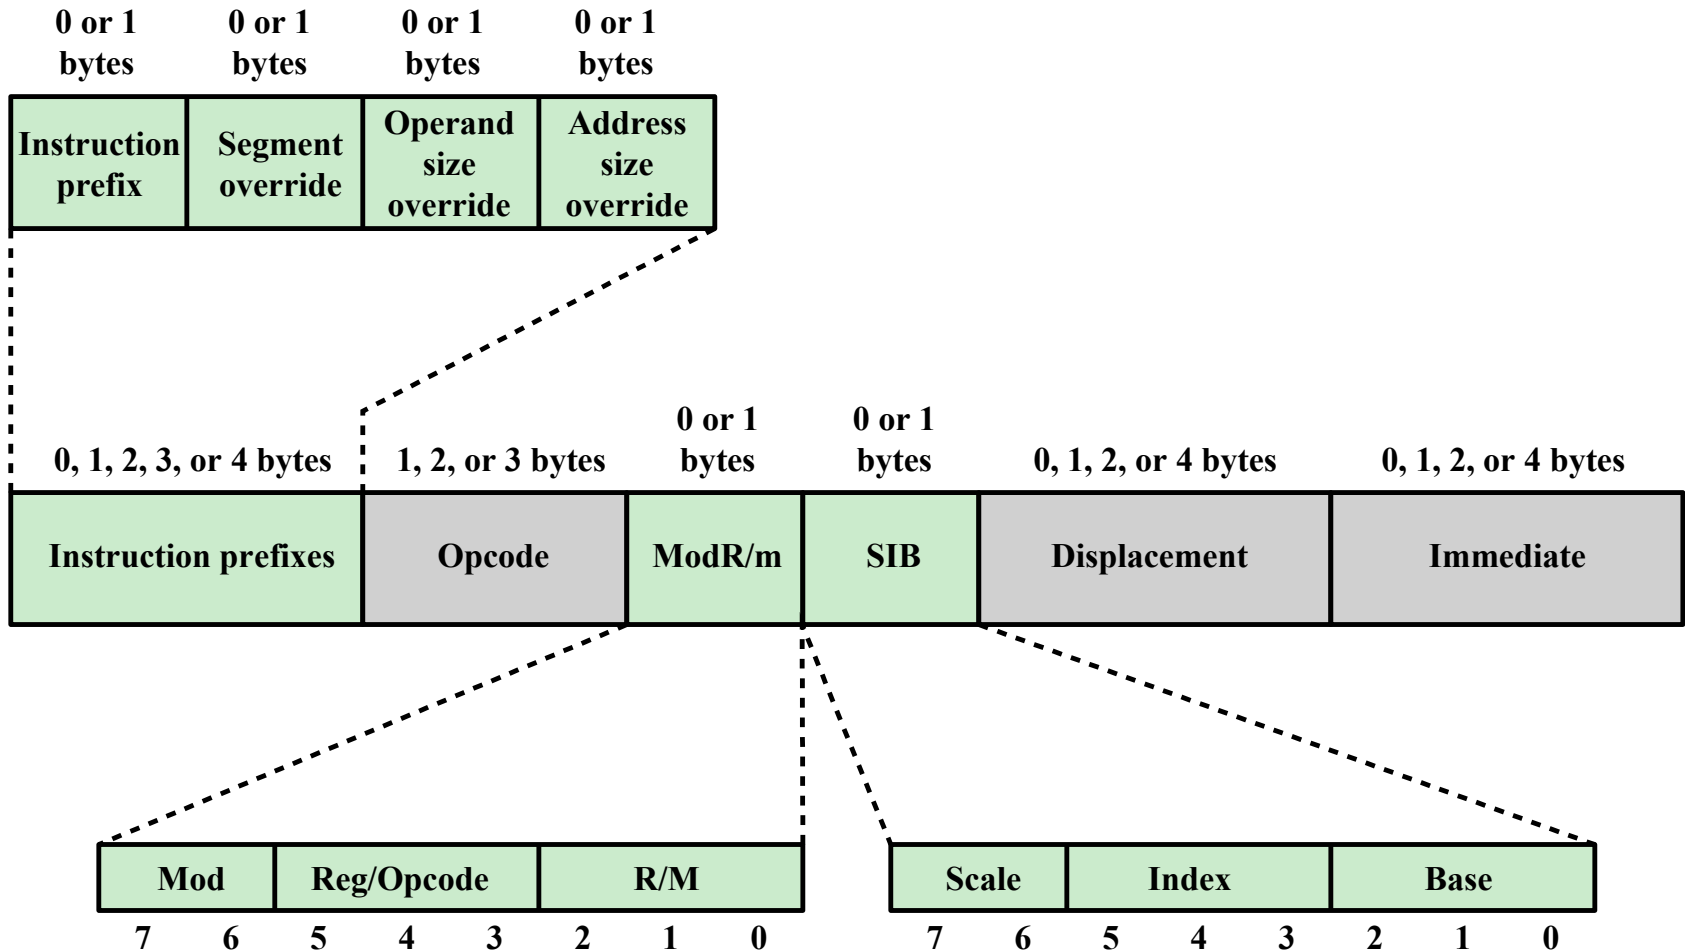 0 or 1 0 or 1 0 or 1 0 or 1
bytes bytes bytes bytes
Instruction
prefix
Segment
override
Operand
size
override
Address
size
override
0, 1, 2, 3, or 4 bytes
1, 2, or 3 bytes
0 or 1
bytes
0 or 1
bytes
0, 1, 2, or 4 bytes
0, 1, 2, or 4 bytes
Instruction prefixes
Opcode
ModR/m
SIB
Displacement
Immediate
Mod Reg/Opcode R/M
7 6 5 4 3 2 1 0
Scale Index Base
7 6 5 4 3 2 1 0